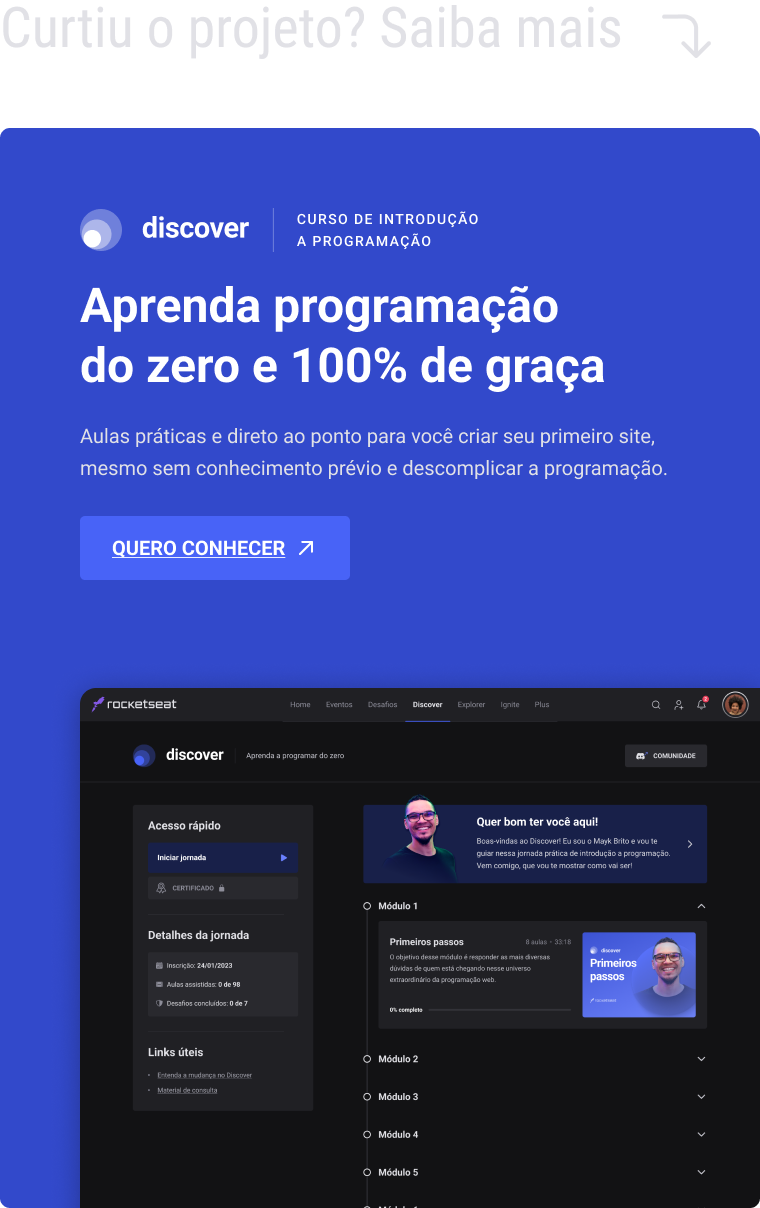 Curtiu o projeto? Saiba mais
discover
CURSO DE INTRODUÇÃO
A PROGRAMAÇÃO
Aprenda programação
do zero e 100% de graça
Aulas práticas e direto ao ponto para você criar seu primeiro site,
mesmo sem conhecimento prévio e descomplicar a programação.
QUERO CONHECER
rocketseat
Home Eventos Desafios Discover Explorer Ignite Plus
2
discover
Aprenda a programar do zero
COMUNIDADE
Acesso rápido
Iniciar jornada
CERTIFICADO
Detalhes da jornada
Inscrição: 24/01/2023
Aulas assistidas: 0 de 98
Desafios concluídos: 0 de 7
Links úteis
• Entenda a mudança no Discover
• Material de consulta
Quer bom ter você aqui!
Boas-vindas ao Discover! Eu sou o Mayk Brito e vou te
guiar nessa jornada prática de introdução a programação.
Vem comigo, que vou te mostrar como vai ser!
Módulo 1
Primeiros passos
8 aulas • 33:18
O objetivo desse módulo é responder as mais diversas
dúvidas de quem está chegando nesse universo
extraordinário da programação web.
0% completo
discover
Primeiros
passos
rocketseat
Módulo 2
Módulo 3
Módulo 4
Módulo 5